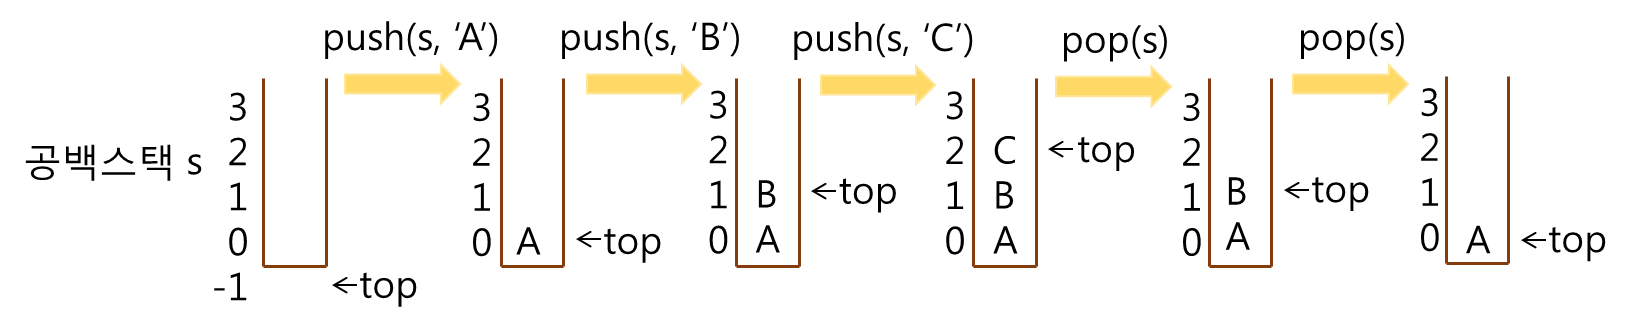 push(s, ‘A’) push(s, ‘B’) push(s, ‘C’) pop(s) pop(s)
3 3 3 3 3 3
공백스택 s 2 2 2 2 C ←top 2 2
1 1 1 B ←top 1 B 1 B ←top 1
0 0 A ←top 0 A 0 A 0 A 0 A ←top
-1 ←top